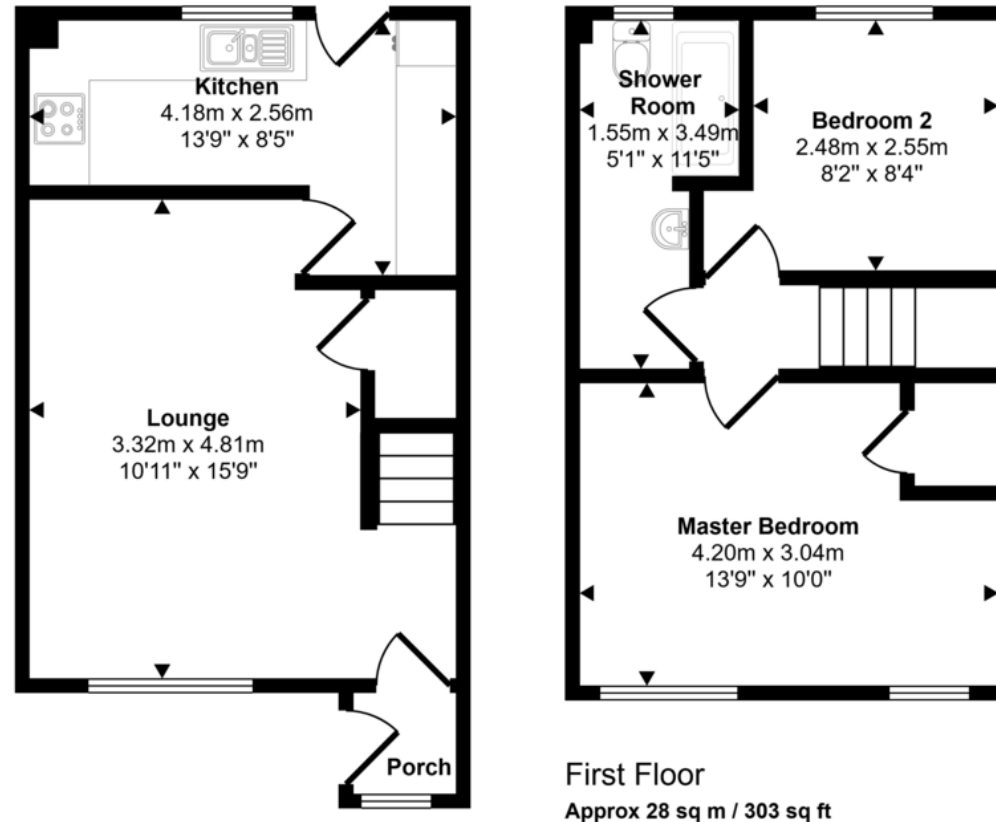 Kitchen
4.18m x 2.56m
13'9" x 8'5"
Lounge
3.32m x 4.81m
10'11" x 15'9"
Porch
Shower
Room
1.55m x 3.49m
5'1" x 11'5"
Bedroom 2
2.48m x 2.55m
8'2" x 8'4"
Master Bedroom
4.20m x 3.04m
13'9" x 10'0"
First Floor
Approx 28 sq m / 303 sq ft